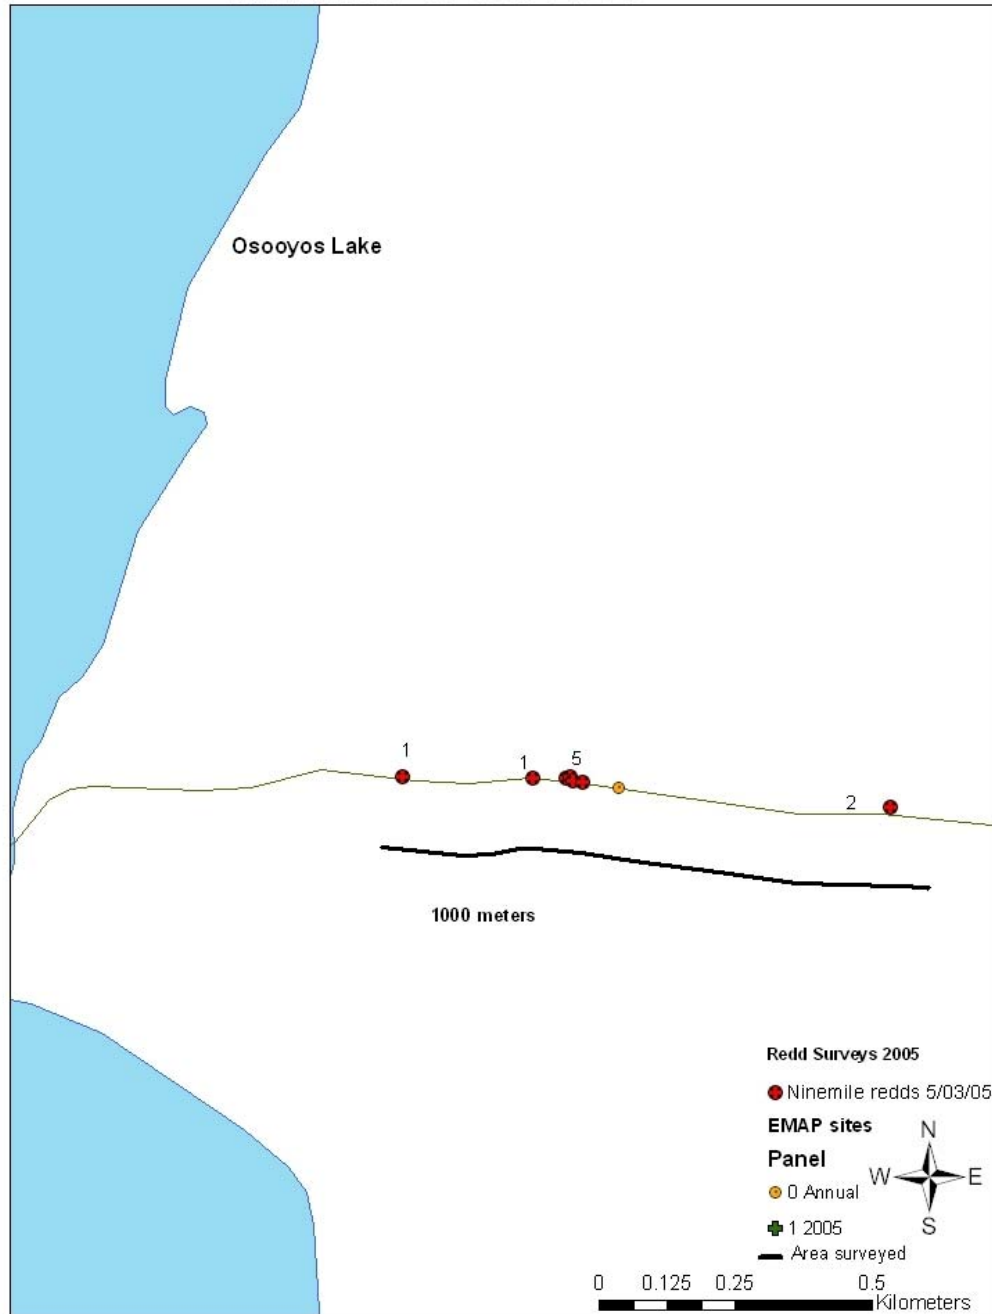 Osooyos Lake
1
1
5
2
1000 meters
Redd Surveys 2005
Ninemile redds 5/03/05
EMAP sites
Panel
0 Annual
1 2005
Area surveyed
N
W E
S
0 0.125 0.25 0.5
Kilometers